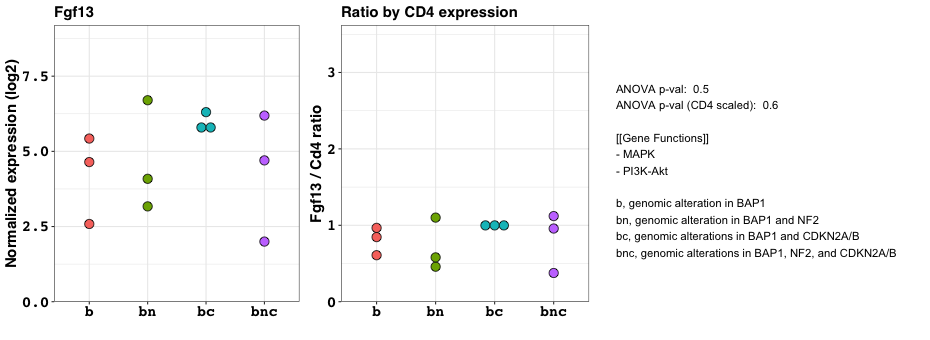 Fgf13
Normalized expression (log2)
7.5
5.0
2.5
0.0
b bn bc bnc
Ratio by CD4 expression
Fgf13 / Cd4 ratio
3
2
1
0
b bn bc bnc
ANOVA p-val: 0.5
ANOVA p-val (CD4 scaled): 0.6
[[Gene Functions]]
- MAPK
- PI3K-Akt
b, genomic alteration in BAP1
bn, genomic alteration in BAP1 and NF2
bc, genomic alterations in BAP1 and CDKN2A/B
bnc, genomic alterations in BAP1, NF2, and CDKN2A/B